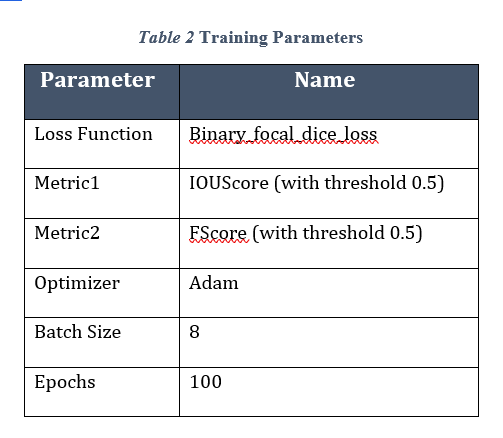 Table 2 Training Parameters
Parameter Name
Loss Function Binary_focal_dice_loss
Metric1 IOUScore (with threshold 0.5)
Metric2 FScore (with threshold 0.5)
Optimizer Adam
Batch Size 8
Epochs 100